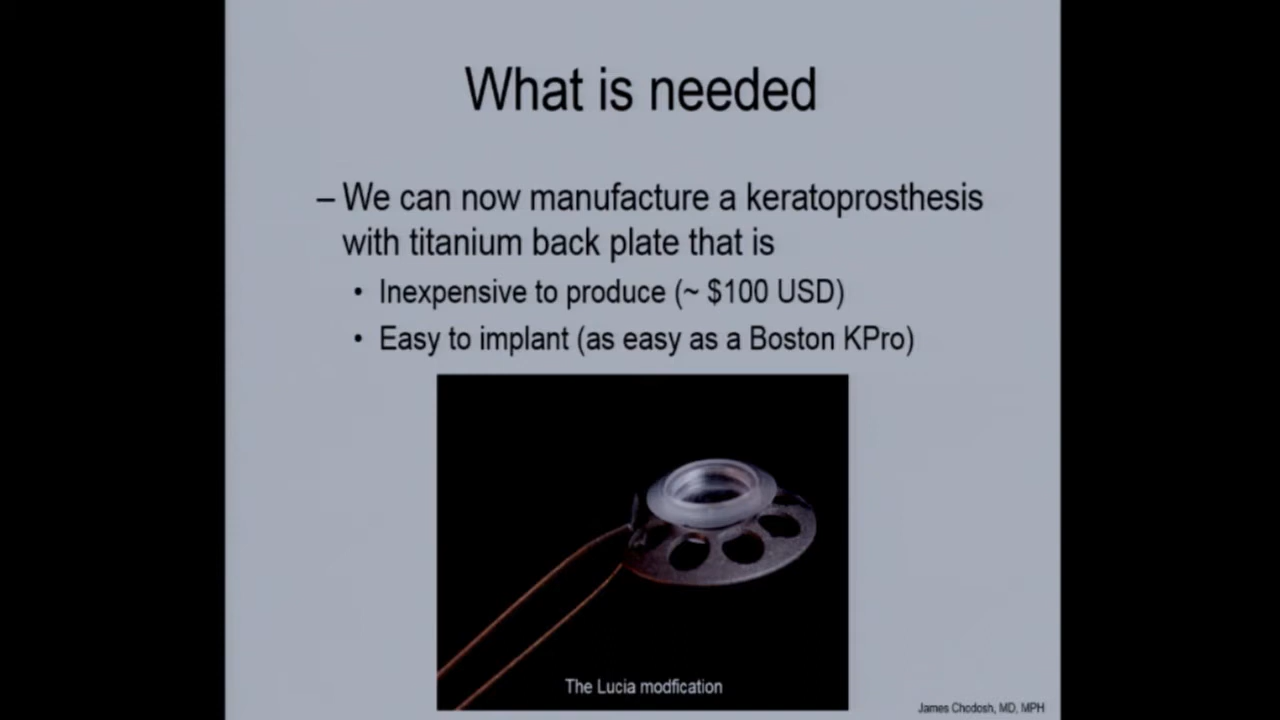 What is needed
– We can now manufacture a keratoprosthesis
with titanium back plate that is
• Inexpensive to produce (~ $100 USD)
• Easy to implant (as easy as a Boston KPro)
The Lucia modfication
James Chodosh, MD, MPH